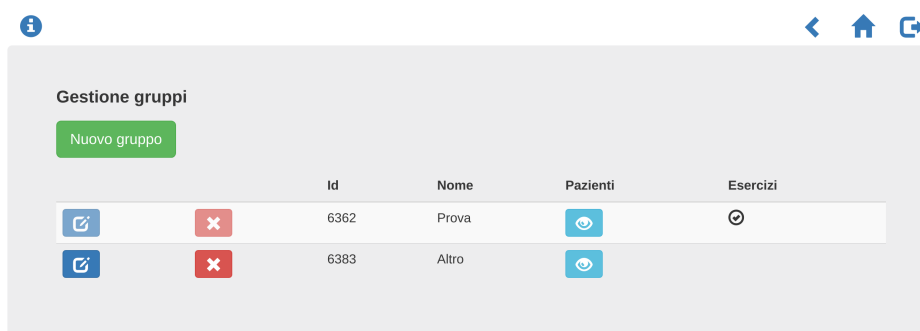 Gestione gruppi
Nuovo gruppo
Id Nome Pazienti Esercizi
6362 Prova
6383 Altro